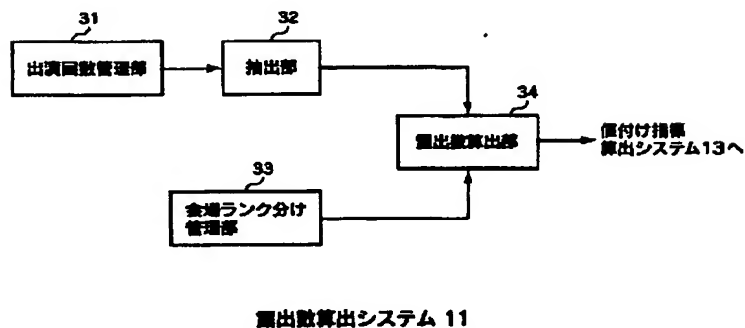 31
出演回数管理部
32
抽出部
34
露出数算出部
値付け指標
算出システム13へ
33
会場ランク分け
管理部
露出数算出システム 11